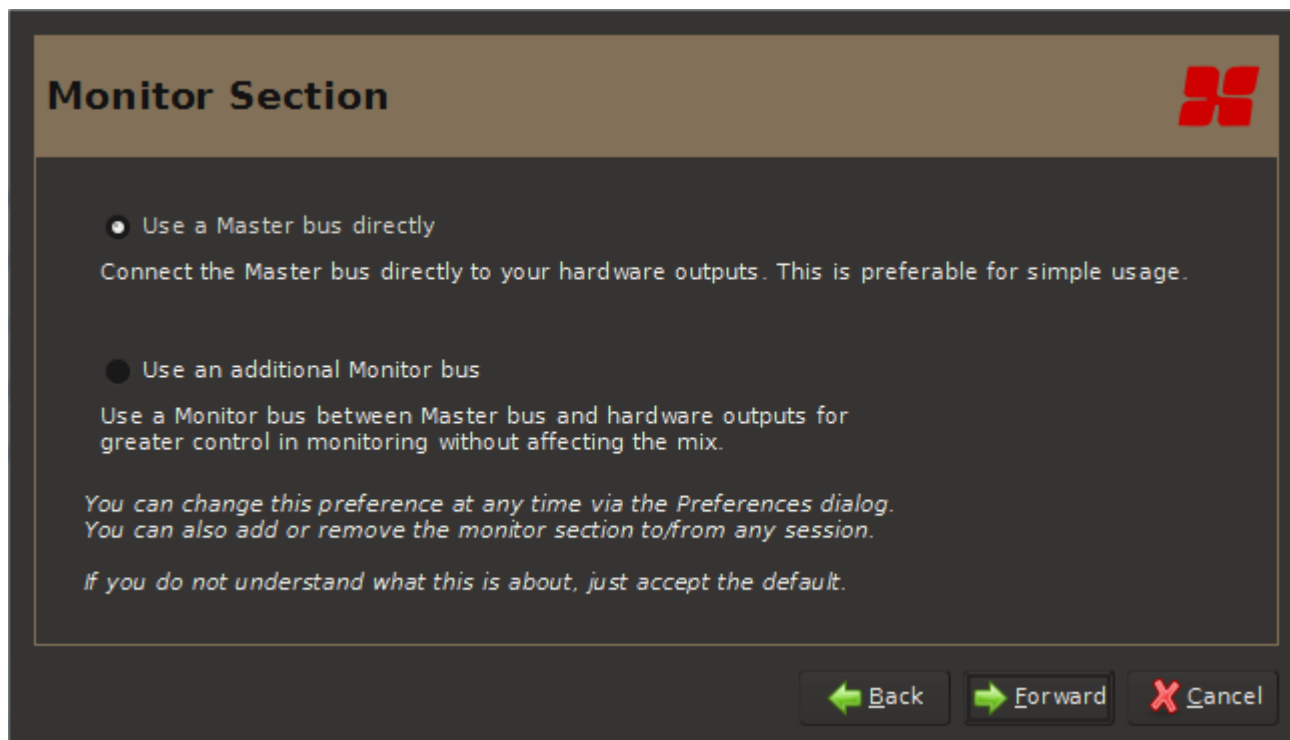 Monitor Section
Use a Master bus directly
Connect the Master bus directly to your hardware outputs. This is preferable for simple usage.
Use an additional Monitor bus
Use a Monitor bus between Master bus and hardware outputs for
greater control in monitoring without affecting the mix.
You can change this preference at any time via the Preferences dialog.
You can also add or remove the monitor section to/from any session.
If you do not understand what this is about, just accept the default.
Back Forward Cancel